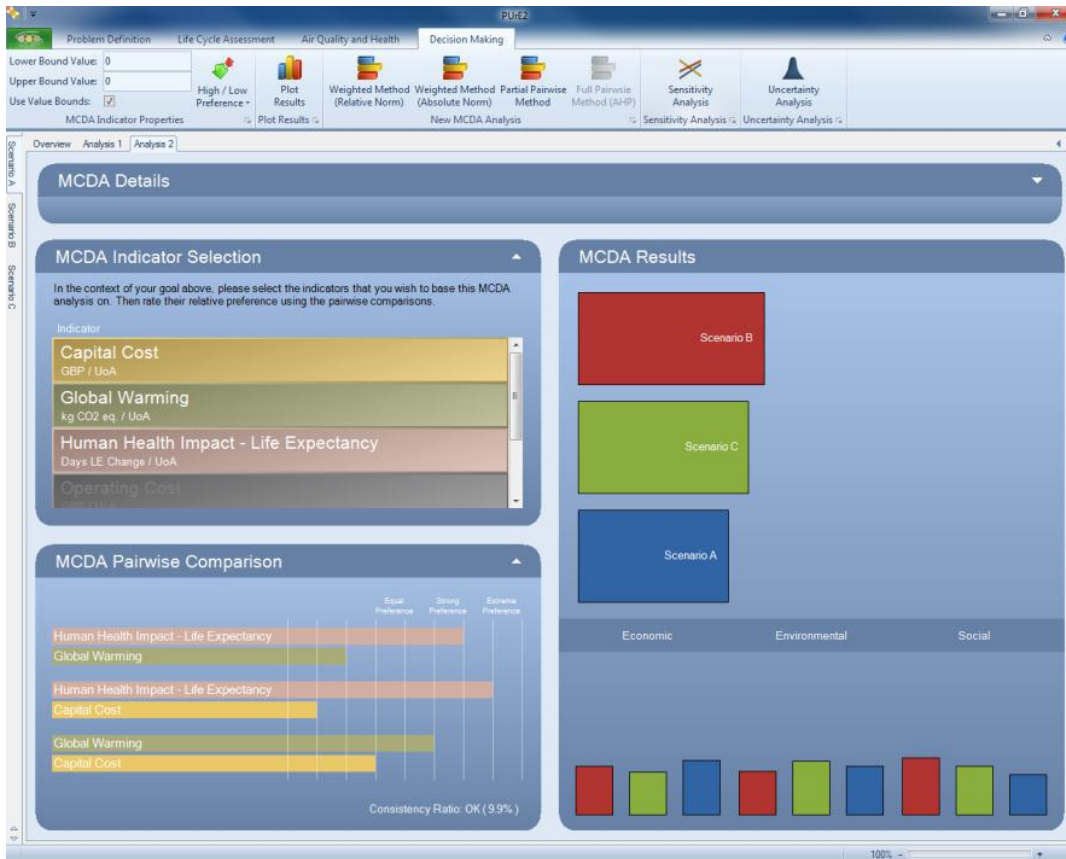 PUrE2
Problem Definition
Life Cycle Assessment
Air Quality and Health
Decision Making
Lower Bound Value: 0
Upper Bound Value: 0
Use Value Bounds:
High / Low
Preference
Plot
Results
Weighted Method
(Relative Norm)
Weighted Method
(Absolute Norm)
Partial Pairwise
Method
Full Pairwsie
Method (AHP)
Sensitivity
Analysis
Uncertainty
Analysis
MCDA Indicator Properties
Plot Results
New MCDA Analysis
Sensitivity Analysis
Uncertainty Analysis
Scenario A
Scenario B
Scenario C
Overview
Analysis 1
Analysis 2
MCDA Details
MCDA Indicator Selection
In the context of your goal above, please select the indicators that you wish to base this MCDA
analysis on. Then rate their relative preference using the pairwise comparisons.
Indicator
Capital Cost
GBP / UoA
Global Warming
kg CO2 eq. / UoA
Human Health Impact - Life Expectancy
Days LE Change / UoA
Operating Cost
GBP / UoA
MCDA Pairwise Comparison
Equal
Preference
Strong
Preference
Extreme
Preference
Human Health Impact - Life Expectancy
Global Warming
Human Health Impact - Life Expectancy
Capital Cost
Global Warming
Capital Cost
Consistency Ratio: OK ( 9.9% )
MCDA Results
Scenario B
Scenario C
Scenario A
Economic
Environmental
Social
100%